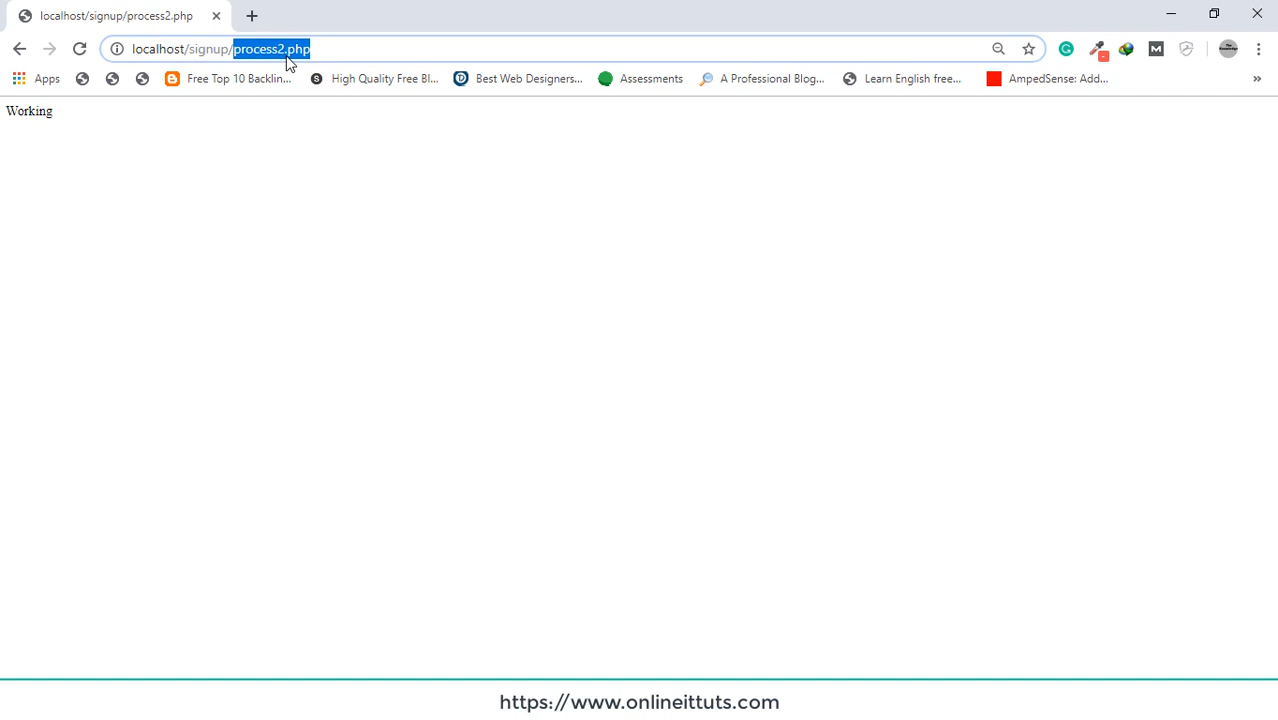 localhost/signup/process2.php
localhost/signup/process2.php
Apps Free Top 10 Backlin... S High Quality Free Bl... Best Web Designers... Assessments A Professional Blog... Learn English free... AmpedSense: Add... »
Working
https://www.onlineittuts.com